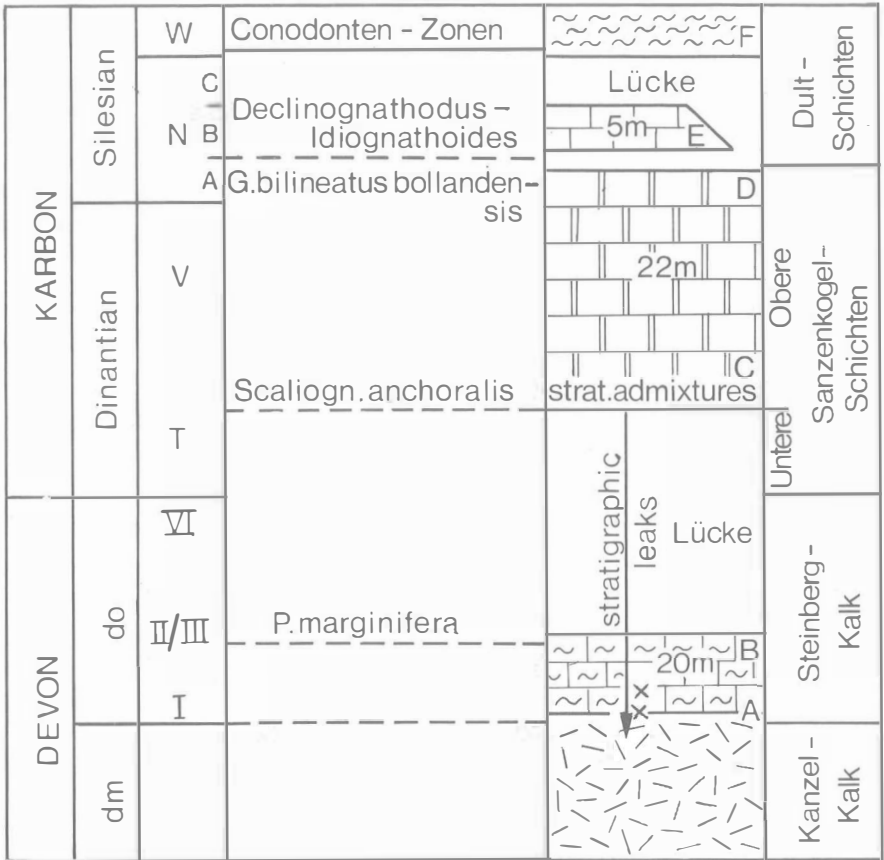 KARBON
DEVON
Silesian
Dinantian
do
dm
W
C
N B
A
V
T
VI
II/III
I
Conodonten - Zonen
Declinognathodus -
Idiognathoides
G.bilineatus bollanden-
sis
Scaliogn. anchoralis
P. marginifera
F
Lücke
5m E
D
22m
C
strat.admixtures
stratigraphic
leaks
Lücke
B
20m
A
Dult -
Schichten
Obere
Untere
Sanzenkogel-
Schichten
Steinberg-
Kalk
Kanzel -
Kalk